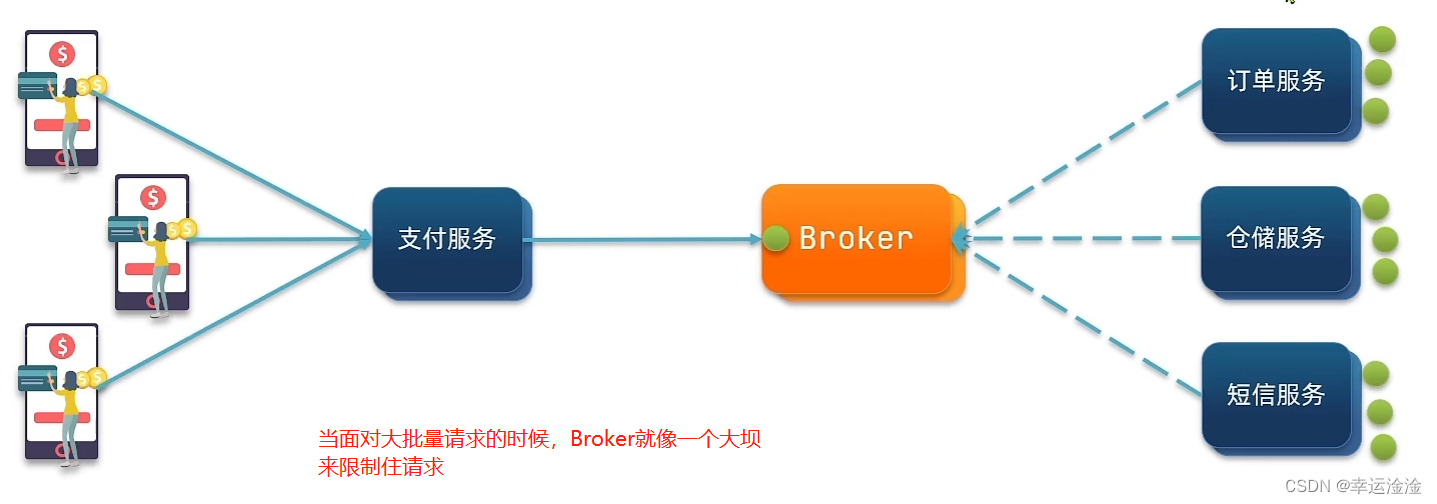 订单服务
支付服务
Broker
仓储服务
短信服务
当面对大批量请求的时候，Broker就像一个大坝
来限制住请求
CSDN @幸运淦淦